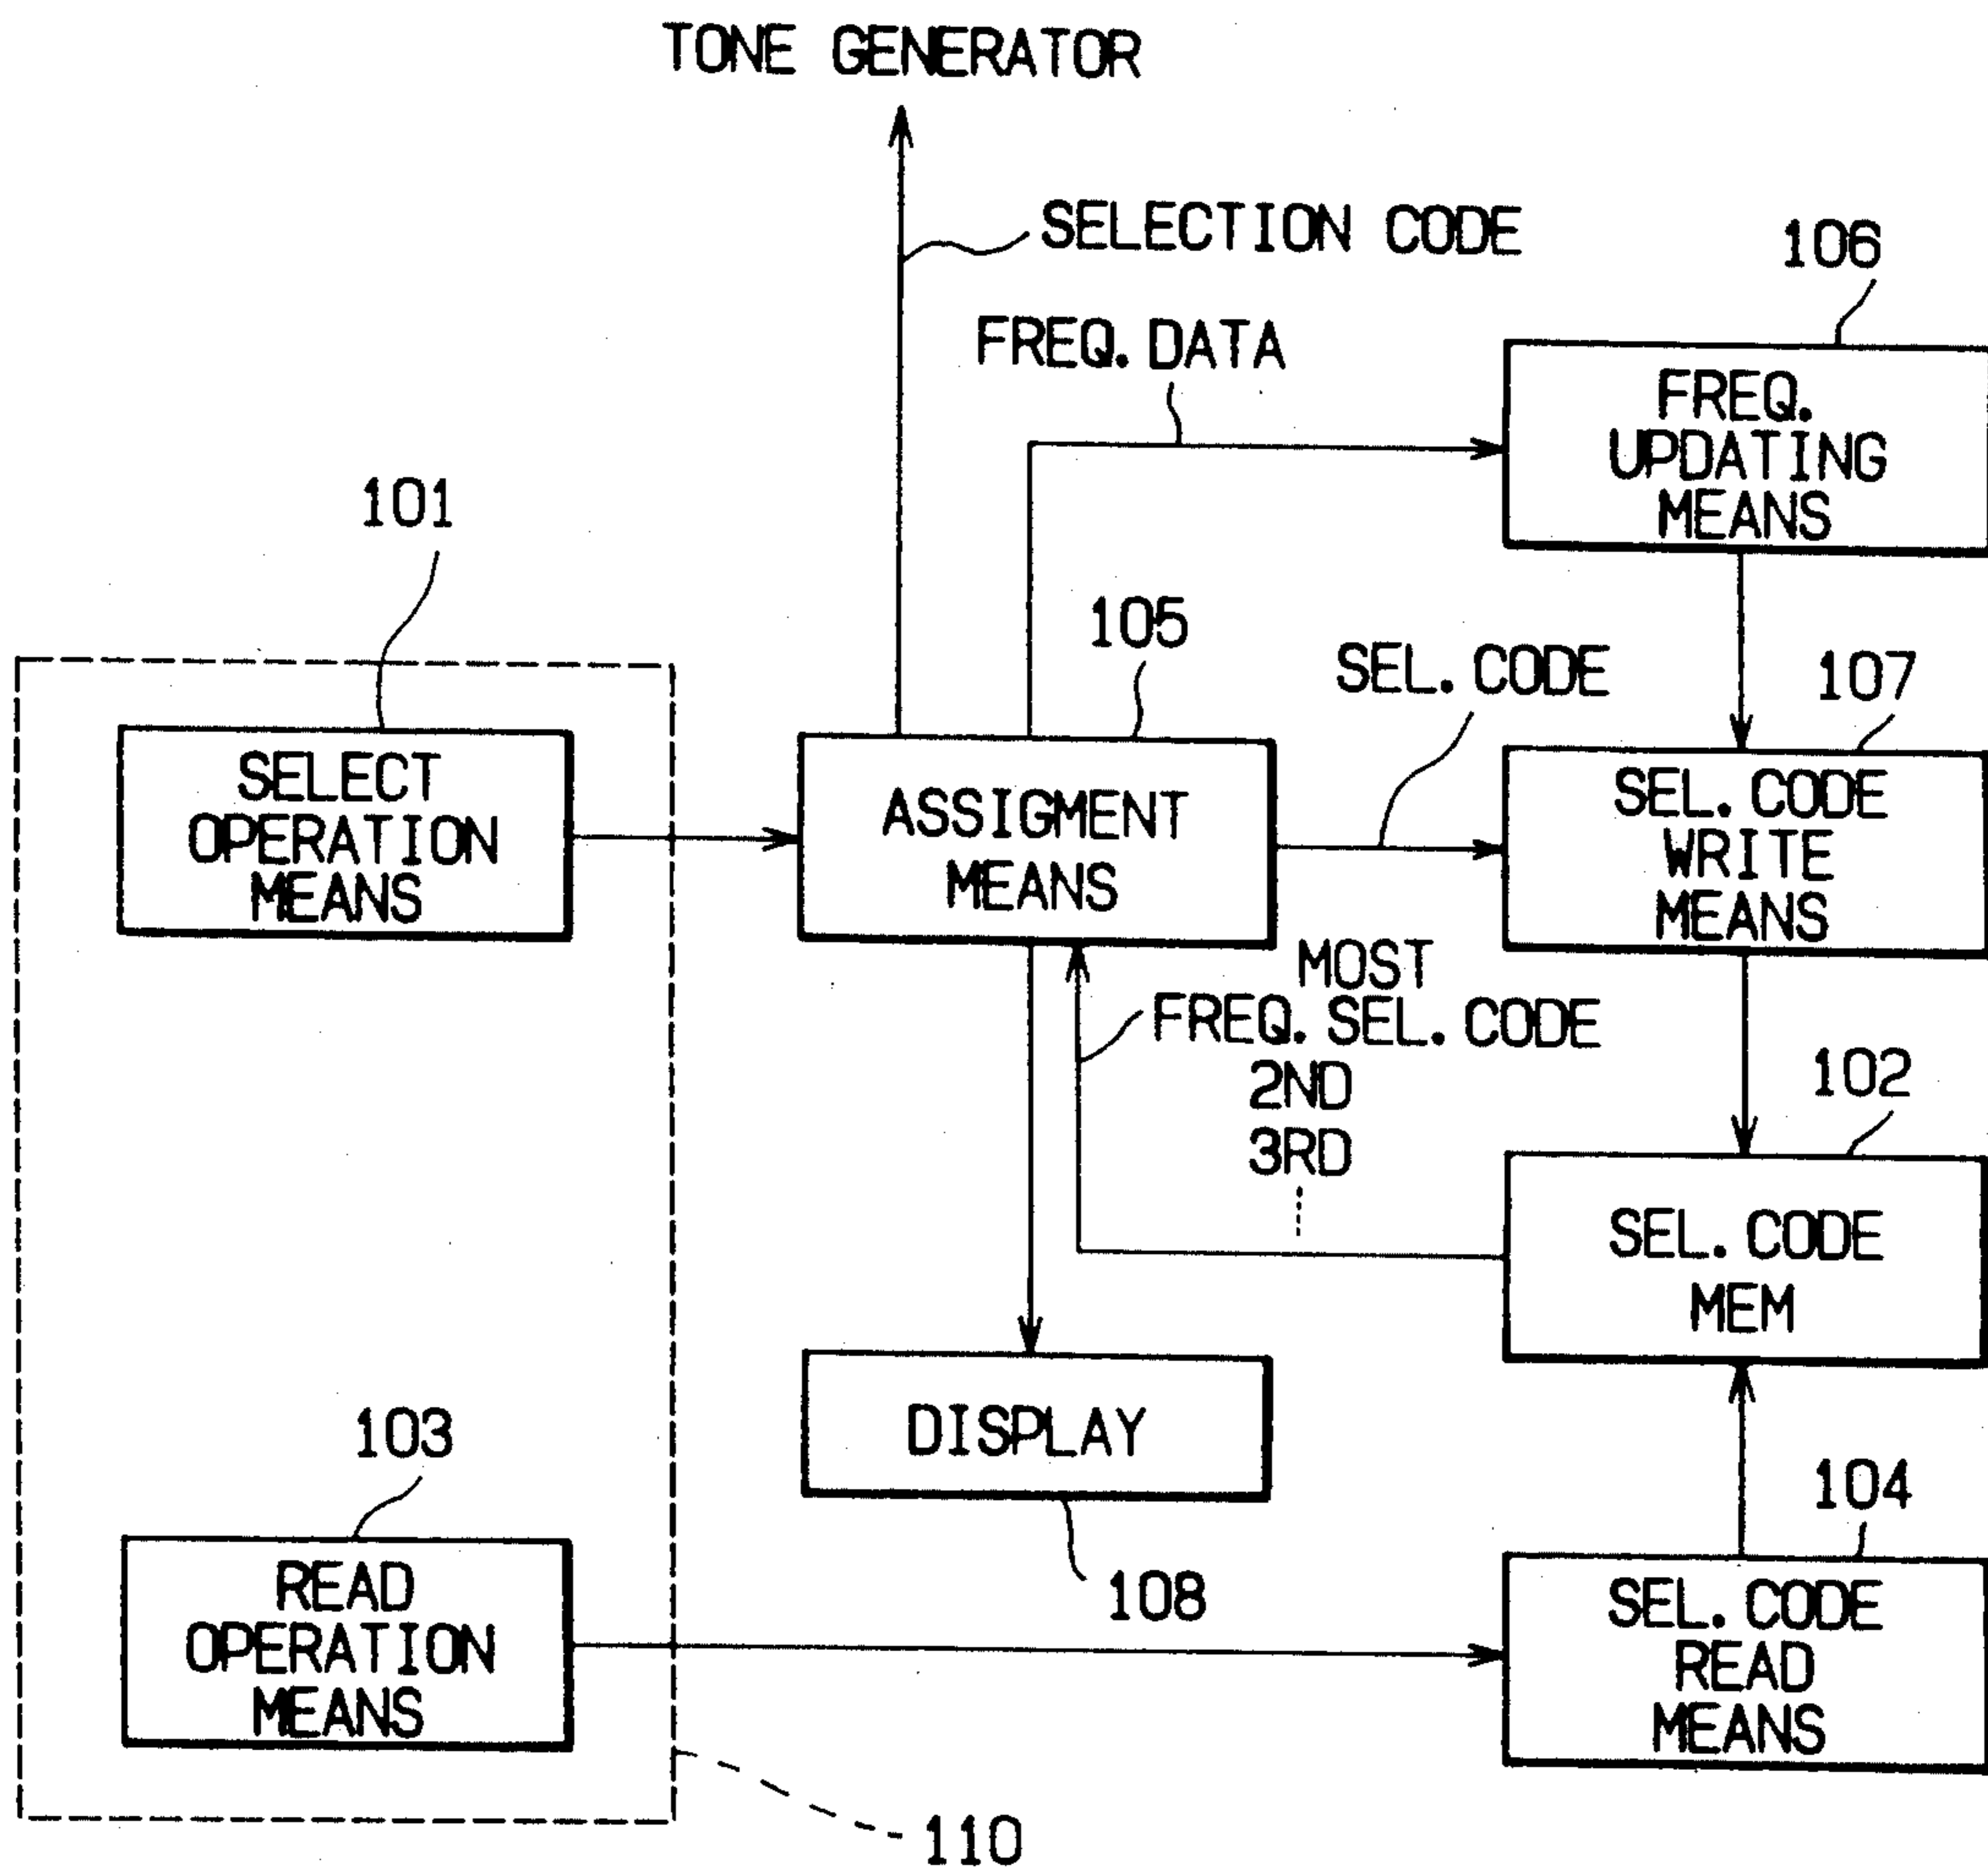 TONE GENERATOR
SELECTION CODE
106
FREQ. DATA
FREQ.
UPDATING
MEANS
101
105
SEL. CODE
107
SELECT
OPERATION
MEANS
ASSIGMENT
MEANS
SEL. CODE
WRITE
MEANS
MOST
FREQ. SEL. CODE
2ND
3RD
102
SEL. CODE
MEM
103
DISPLAY
104
READ
OPERATION
MEANS
108
SEL. CODE
READ
MEANS
110